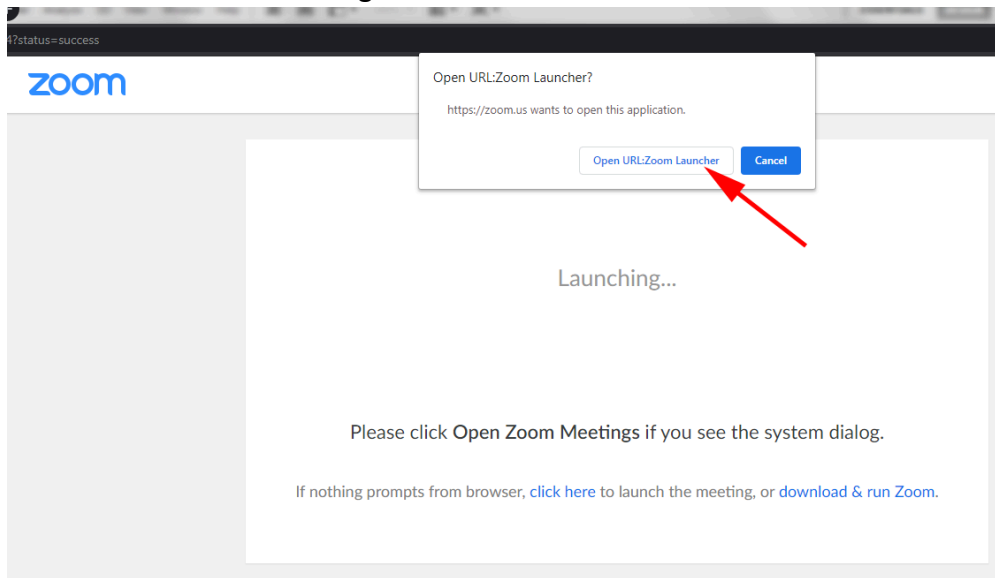 4?status=success
zoom
Open URL:Zoom Launcher?
https://zoom.us wants to open this application.
Open URL:Zoom Launcher
Cancel
Launching...
Please click Open Zoom Meetings if you see the system dialog.
If nothing prompts from browser, click here to launch the meeting, or download & run Zoom.